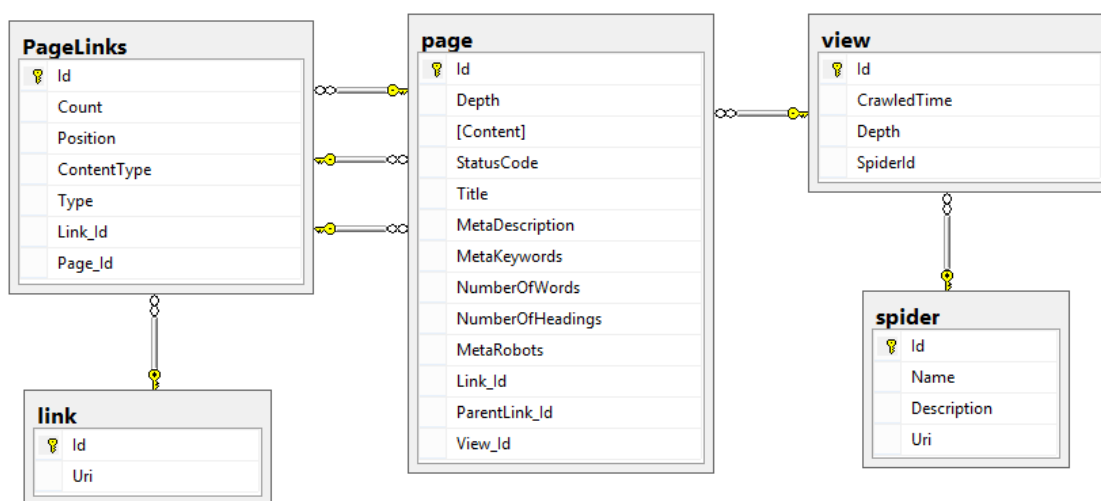 PageLinks
Id
Count
Position
ContentType
Type
Link_Id
Page_Id
page
Id
Depth
[Content]
StatusCode
Title
MetaDescription
MetaKeywords
NumberOfWords
NumberOfHeadings
MetaRobots
Link_Id
ParentLink_Id
View_Id
view
Id
CrawledTime
Depth
SpiderId
link
Id
Uri
spider
Id
Name
Description
Uri